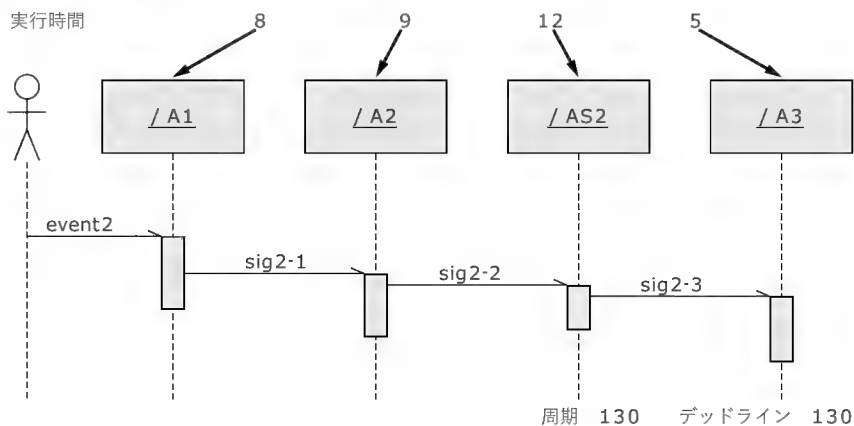 実行時間 8 9 12 5
/ A1 / A2 / AS2 / A3
event2
sig2-1
sig2-2
sig2-3
周期 130 デッドライン 130